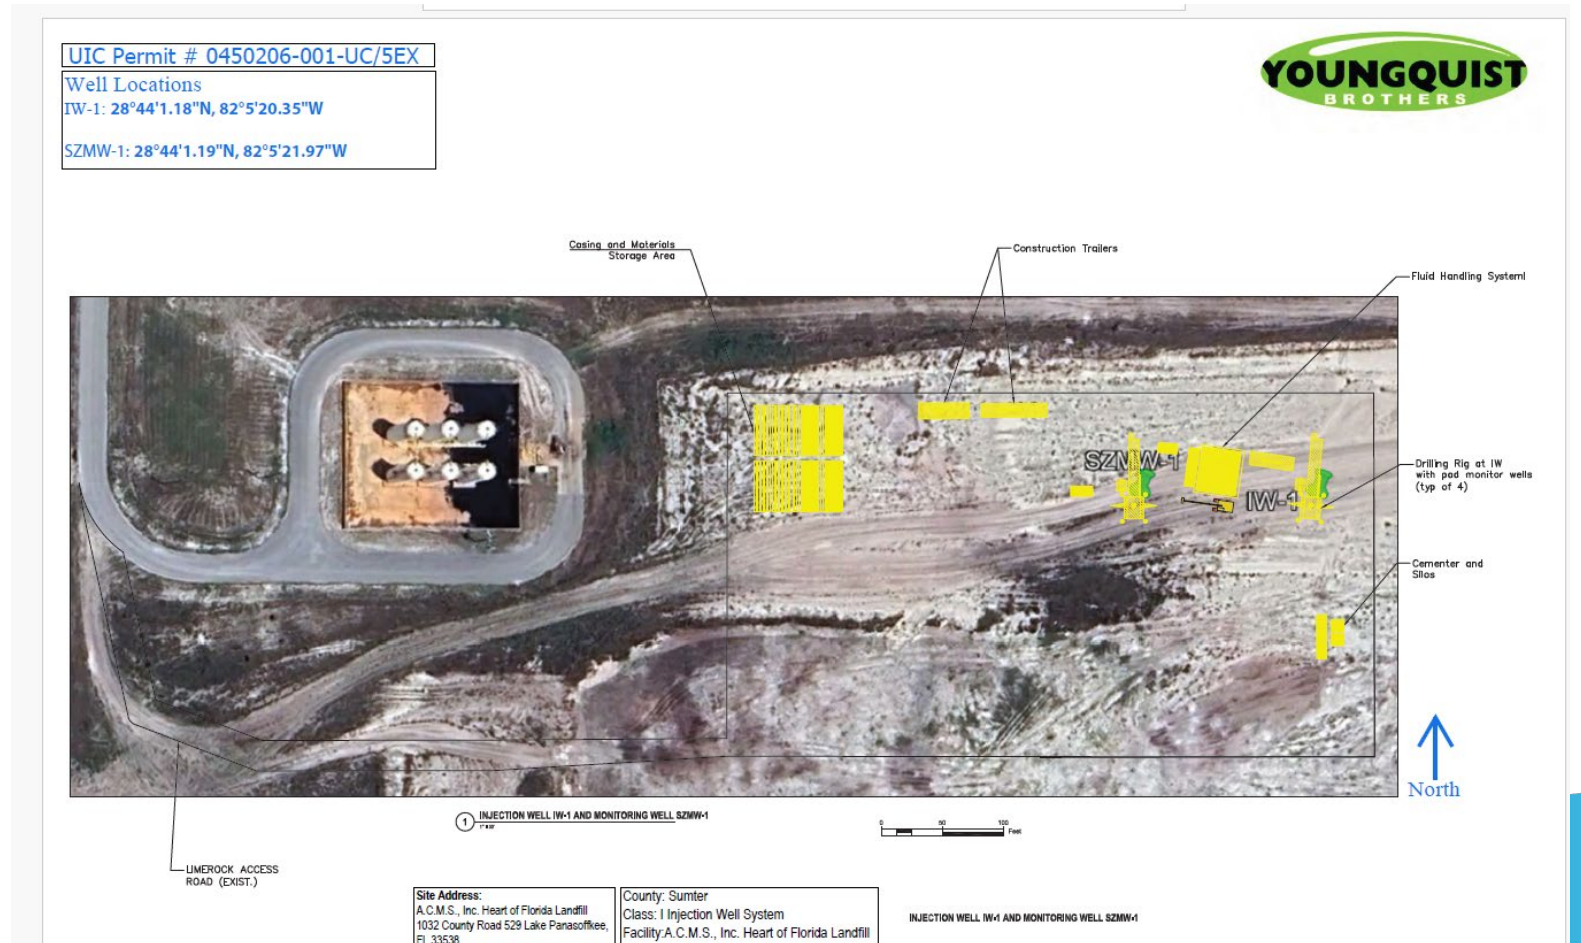 UIC Permit # 0450206-001-UC/5EX
Well Locations
IW-1: 28°44'1.18"N, 82°5'20.35"W
SZMW-1: 28°44'1.19"N, 82°5'21.97"W
YOUNGQUIST
BROTHERS
Casing and Materials
Storage Area
Construction Trailers
Fluid Handling System
SZMW-1
IW-1
Drilling Rig at IW
with pad monitor wells
(typ of 4)
Cementer and
Silos
North
1
INJECTION WELL IW-1 AND MONITORING WELL SZMW-1
0 50 100
Feet
LIMEROCK ACCESS
ROAD (EXIST.)
Site Address:
A.C.M.S., Inc. Heart of Florida Landfill
1032 County Road 529 Lake Panasoffkee,
FL 33538
County: Sumter
Class: I Injection Well System
Facility:A.C.M.S., Inc. Heart of Florida Landfill
INJECTION WELL IW-1 AND MONITORING WELL SZMW-1